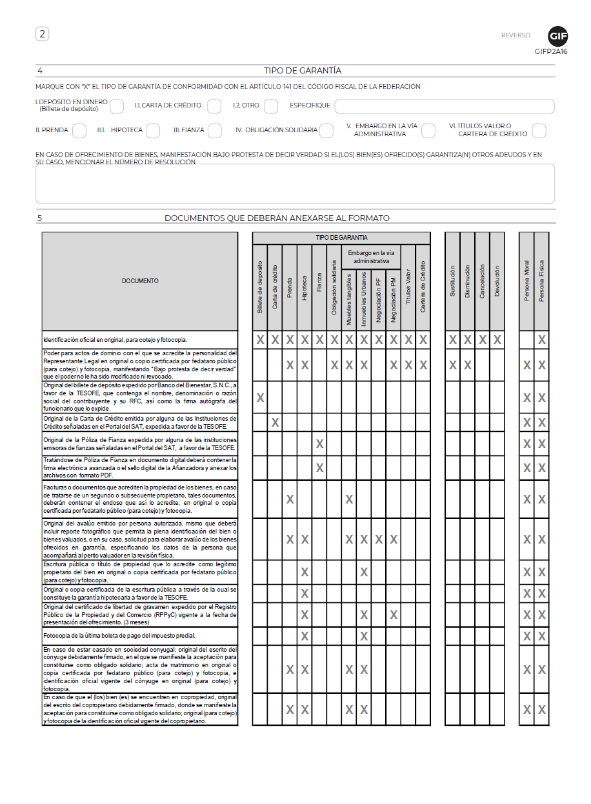 2
REVERSO
GIF
GIFP2A16
4 TIPO DE GARANTÍA
MARQUE CON "X" EL TIPO DE GARANTÍA DE CONFORMIDAD CON EL ARTÍCULO 141 DEL CÓDIGO FISCAL DE LA FEDERACIÓN
I.DEPÓSITO EN DINERO (Billete de depósito) I.1.CARTA DE CRÉDITO I.2. OTRO ESPECIFIQUE
II. PRENDA II.I. HIPOTECA III. FIANZA IV. OBLIGACIÓN SOLIDARIA V. EMBARGO EN LA VÍA ADMINISTRATIVA VI. TÍTULOS VALOR O CARTERA DE CRÉDITO
EN CASO DE OFRECIMIENTO DE BIENES, MANIFESTACIÓN BAJO PROTESTA DE DECIR VERDAD SI EL(LOS) BIEN(ES) OFRECIDO(S) GARANTIZA(N) OTROS ADEUDOS Y EN
SU CASO, MENCIONAR EL NÚMERO DE RESOLUCIÓN
5 DOCUMENTOS QUE DEBERÁN ANEXARSE AL FORMATO
DOCUMENTO
TIPO DE GARANTIA
Embargo en la vía
administrativa
Billete de deposito
Carta de crédito
Prenda
Hipoteca
Fianza
Obligación solidaria
Muebles tangibles
Inmuebles Urbanos
Negociación PF
Negociación PM
Títulos Valor
Cartera de Crédito
Sustitución
Disminución
Cancelación
Devolución
Persona Moral
Persona Física
Identificación oficial en original, para cotejo y fotocopia. X X X X X X X X X X X X X X X X X
Poder para actos de dominio con el que se acredite la personalidad del
Representante Legal en original o copia certificada por fedatario público
(para cotejo) y fotocopia, manifestando "Bajo protesta de decir verdad"
que el poder no le ha sido modificado ni revocado.
X X X X X X X X X X X X
Original del billete de depósito expedido por Banco del Bienestar, S.N.C., a
favor de la TESOFE, que contenga el nombre, denominación o razón
social del contribuyente y su RFC, así como la firma autógrafa del
funcionario que lo expide.
X X X
Original de la Carta de Crédito emitida por alguna de las Instituciones de
Crédito señaladas en el Portal del SAT, expedida a favor de la TESOFE.
X X X
Original de la Póliza de Fianza expedida por alguna de las instituciones
emisoras de fianzas señaladas en el Portal del SAT, a favor de la TESOFE.
X X X
Tratándose de Póliza de Fianza en documento digital deberá contener la
firma electrónica avanzada o el sello digital de la Afianzadora y anexar los
archivos con formato PDF.
X X X
Facturas o documentos que acrediten la propiedad de los bienes, en caso
de tratarse de un segundo o subsecuente propietario, tales documentos,
deberán contener el endoso que así lo acredite, en original o copia
certificada por fedatario público (para cotejo) y fotocopia.
X X X X
Original del avalúo emitido por persona autorizada, mismo que deberá
incluir reporte fotográfico que permita la plena identificación del bien o
bienes valuados, o en su caso, solicitud para elaborar avalúo de los bienes
ofrecidos en garantía, especificando los datos de la persona que
acompañará al perito valuador en la revisión física.
X X X X X X X X
Escritura pública o título de propiedad que lo acredite como legítimo
propietario del bien en original o copia certificada por fedatario público
(para cotejo) y fotocopia.
X X X X
Original o copia certificada de la escritura pública a través de la cual se
constituye la garantía hipotecaria a favor de la TESOFE.
X X X
Original del certificado de libertad de gravamen expedido por el Registro
Público de la Propiedad y del Comercio (RPPyC) vigente a la fecha de
presentación del ofrecimiento. (3 meses)
X X X X X
Fotocopia de la última boleta de pago del impuesto predial. X X X X
En caso de estar casado en sociedad conyugal: original del escrito del
cónyuge debidamente firmado, en el que se manifieste la aceptación para
constituirse como obligado solidario; acta de matrimonio en original o
copia certificada por fedatario público (para cotejo) y fotocopia, e
identificación oficial vigente del cónyuge en original (para cotejo) y
fotocopia.
X X X X X X
En caso de que el (los) bien (es) se encuentren en copropiedad, original
del escrito del copropietario debidamente firmado, donde se manifieste la
aceptación para constituirse como obligado solidario; original (para cotejo)
y fotocopia de la identificación oficial vigente del copropietario.
X X X X X X